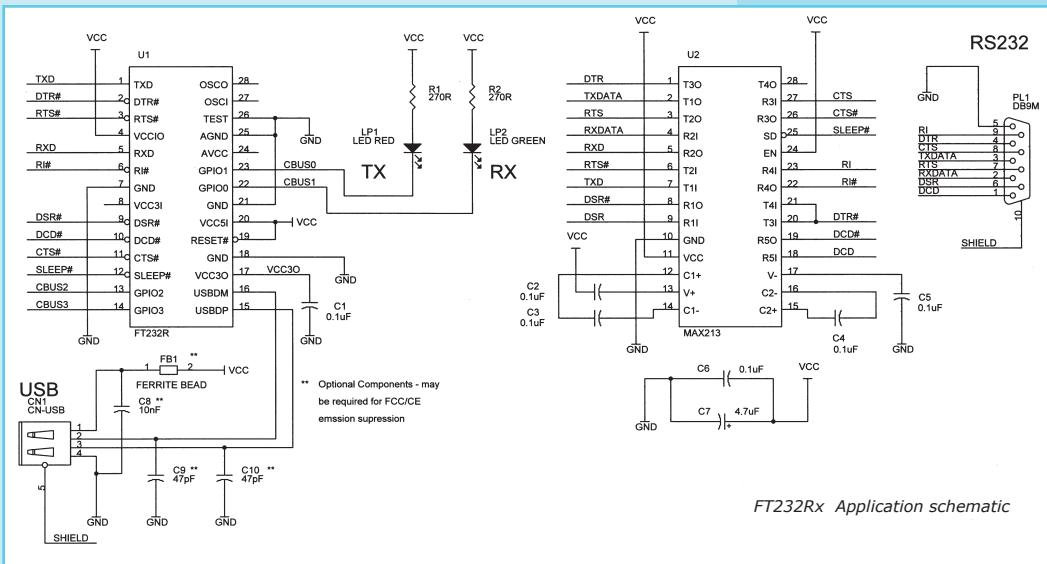 VCC
U1
TXD 1 TXD OSCO 28
DTR# 2 DTR# OSCI 27
RTS# 3 RTS# TEST 26
4 VCCIO AGND 25
GND
RXD 5 RXD AVCC 24
RI# 6 RI# GPIO1 23 CBUS0
7 GND GPIO0 22 CBUS1
8 VCC3I GND 21
DSR# 9 DSR# VCC5I 20 VCC
DCD# 10 DCD# RESET# 19
CTS# 11 CTS# GND 18
SLEEP# 12 SLEEP# VCC3O 17 VCC3O
GND
CBUS2 13 GPIO2 USBDM 16
CBUS3 14 GPIO3 USBDP 15
GND
FT232R
C1
0.1uF
GND
VCC
R1
270R
LP1
LED RED
TX
VCC
R2
270R
LP2
LED GREEN
RX
VCC
U2
VCC
DTR 1 T3O T4O 28
TXDATA 2 T1O R3I 27 CTS
RTS 3 T2O R3O 26 CTS#
RXDATA 4 R2I SD 25 SLEEP#
RXD 5 R2O EN 24
RTS# 6 T2I R4I 23 RI
TXD 7 T1I R4O 22 RI#
DSR# 8 R1O T4I 21
DSR 9 R1I T3I 20 DTR#
10 GND R5O 19 DCD#
11 VCC R5I 18 DCD
12 C1+ V- 17
13 V+ C2- 16
14 C1- C2+ 15
MAX213
VCC
C2
0.1uF
C3
0.1uF
GND
C4
0.1uF
C5
0.1uF
GND
RS232
PL1
DB9M
GND
5
RI 9
DTR 4
CTS 8
TXDATA 3
RTS 7
RXDATA 2
DSR 6
DCD 1
10
SHIELD
C6 0.1uF
VCC
C7 4.7uF
+
GND
FB1 **
1 2 VCC
FERRITE BEAD
USB
CN1
CN-USB
C8 **
10nF
1
2
3
4
5
C9 **
47pF
C10 **
47pF
GND
GND
GND
SHIELD
** Optional Components - may
be required for FCC/CE
emssion supression
FT232Rx Application schematic